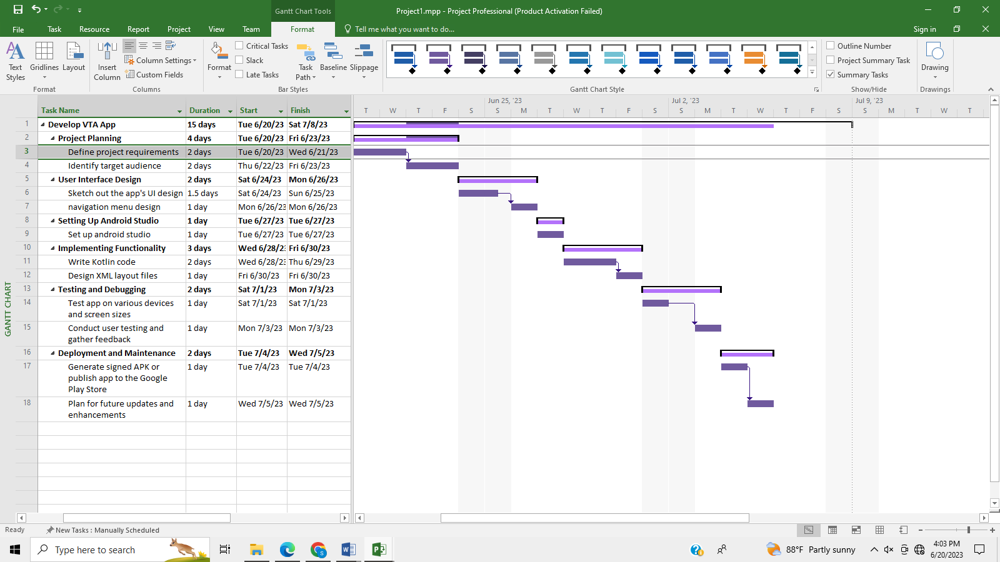 Gantt Chart Tools
Project1.mpp - Project Professional (Product Activation Failed)
File Task Resource Report Project View Team Format Tell me what you want to do... Sign in
Text Styles
Gridlines
Layout
Format
Insert Column
Column Settings
Custom Fields
Columns
Format
Critical Tasks
Slack
Late Tasks
Task Path
Baseline
Slippage
Bar Styles
Gantt Chart Style
Outline Number
Project Summary Task
Summary Tasks
Show/Hide
Drawing
Drawings
Jun 25, '23 Jul 2, '23 Jul 9, '23
Task Name Duration Start Finish
T W T F S S M T W T F S S M T W T F S S M T W T
1 Develop VTA App 15 days Tue 6/20/23 Sat 7/8/23
2 Project Planning 4 days Tue 6/20/23 Fri 6/23/23
3 Define project requirements 2 days Tue 6/20/23 Wed 6/21/23
4 Identify target audience 2 days Thu 6/22/23 Fri 6/23/23
5 User Interface Design 2 days Sat 6/24/23 Mon 6/26/23
6 Sketch out the app's UI design 1.5 days Sat 6/24/23 Sun 6/25/23
7 navigation menu design 1 day Mon 6/26/23 Mon 6/26/23
8 Setting Up Android Studio 1 day Tue 6/27/23 Tue 6/27/23
9 Set up android studio 1 day Tue 6/27/23 Tue 6/27/23
10 Implementing Functionality 3 days Wed 6/28/23 Fri 6/30/23
11 Write Kotlin code 2 days Wed 6/28/23 Thu 6/29/23
12 Design XML layout files 1 day Fri 6/30/23 Fri 6/30/23
13 Testing and Debugging 2 days Sat 7/1/23 Mon 7/3/23
14 Test app on various devices 1 day Sat 7/1/23 Sat 7/1/23
and screen sizes
15 Conduct user testing and 1 day Mon 7/3/23 Mon 7/3/23
gather feedback
16 Deployment and Maintenance 2 days Tue 7/4/23 Wed 7/5/23
17 Generate signed APK or 1 day Tue 7/4/23 Tue 7/4/23
publish app to the Google
Play Store
18 Plan for future updates and 1 day Wed 7/5/23 Wed 7/5/23
enhancements
GANTT CHART
Ready New Tasks : Manually Scheduled
Type here to search
88°F Partly sunny
4:03 PM
6/20/2023